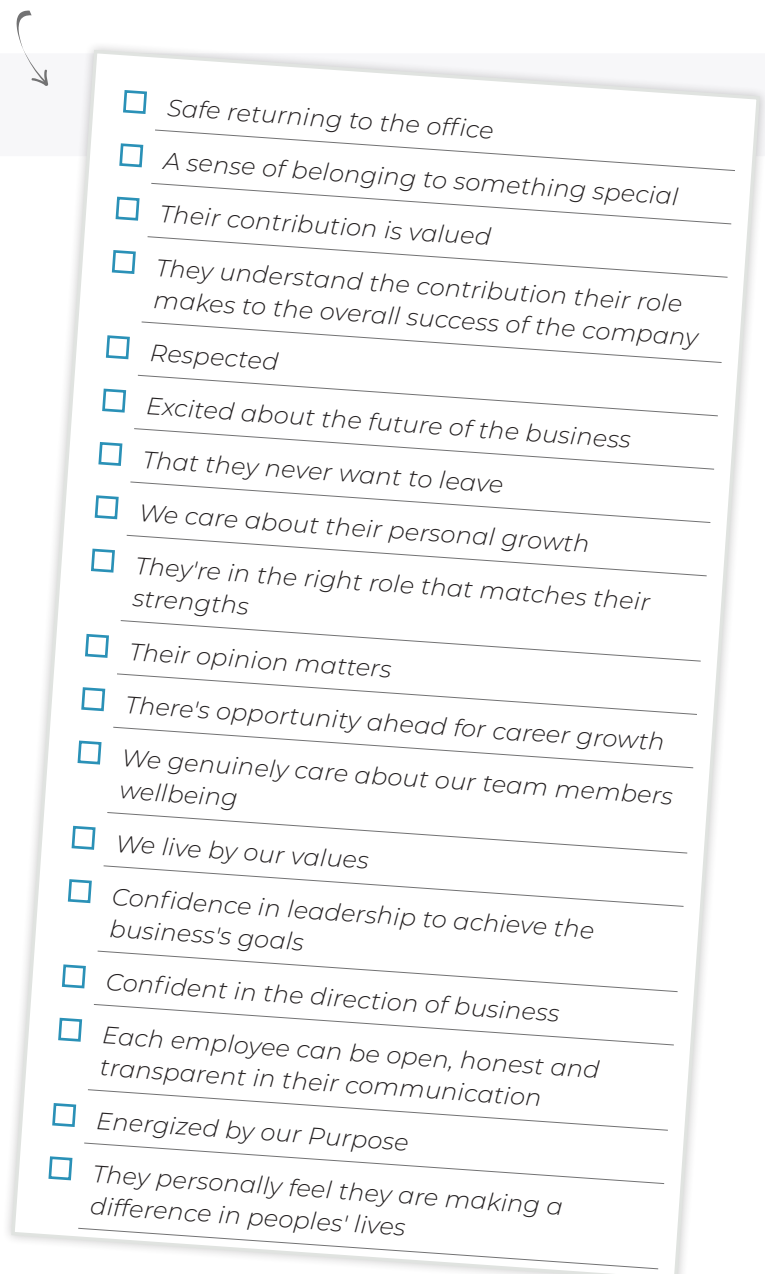 Safe returning to the office
A sense of belonging to something special
Their contribution is valued
They understand the contribution their role
makes to the overall success of the company
Respected
Excited about the future of the business
That they never want to leave
We care about their personal growth
They're in the right role that matches their
strengths
Their opinion matters
There's opportunity ahead for career growth
We genuinely care about our team members
wellbeing
We live by our values
Confidence in leadership to achieve the
business's goals
Confident in the direction of business
Each employee can be open, honest and
transparent in their communication
Energized by our Purpose
They personally feel they are making a
difference in peoples' lives